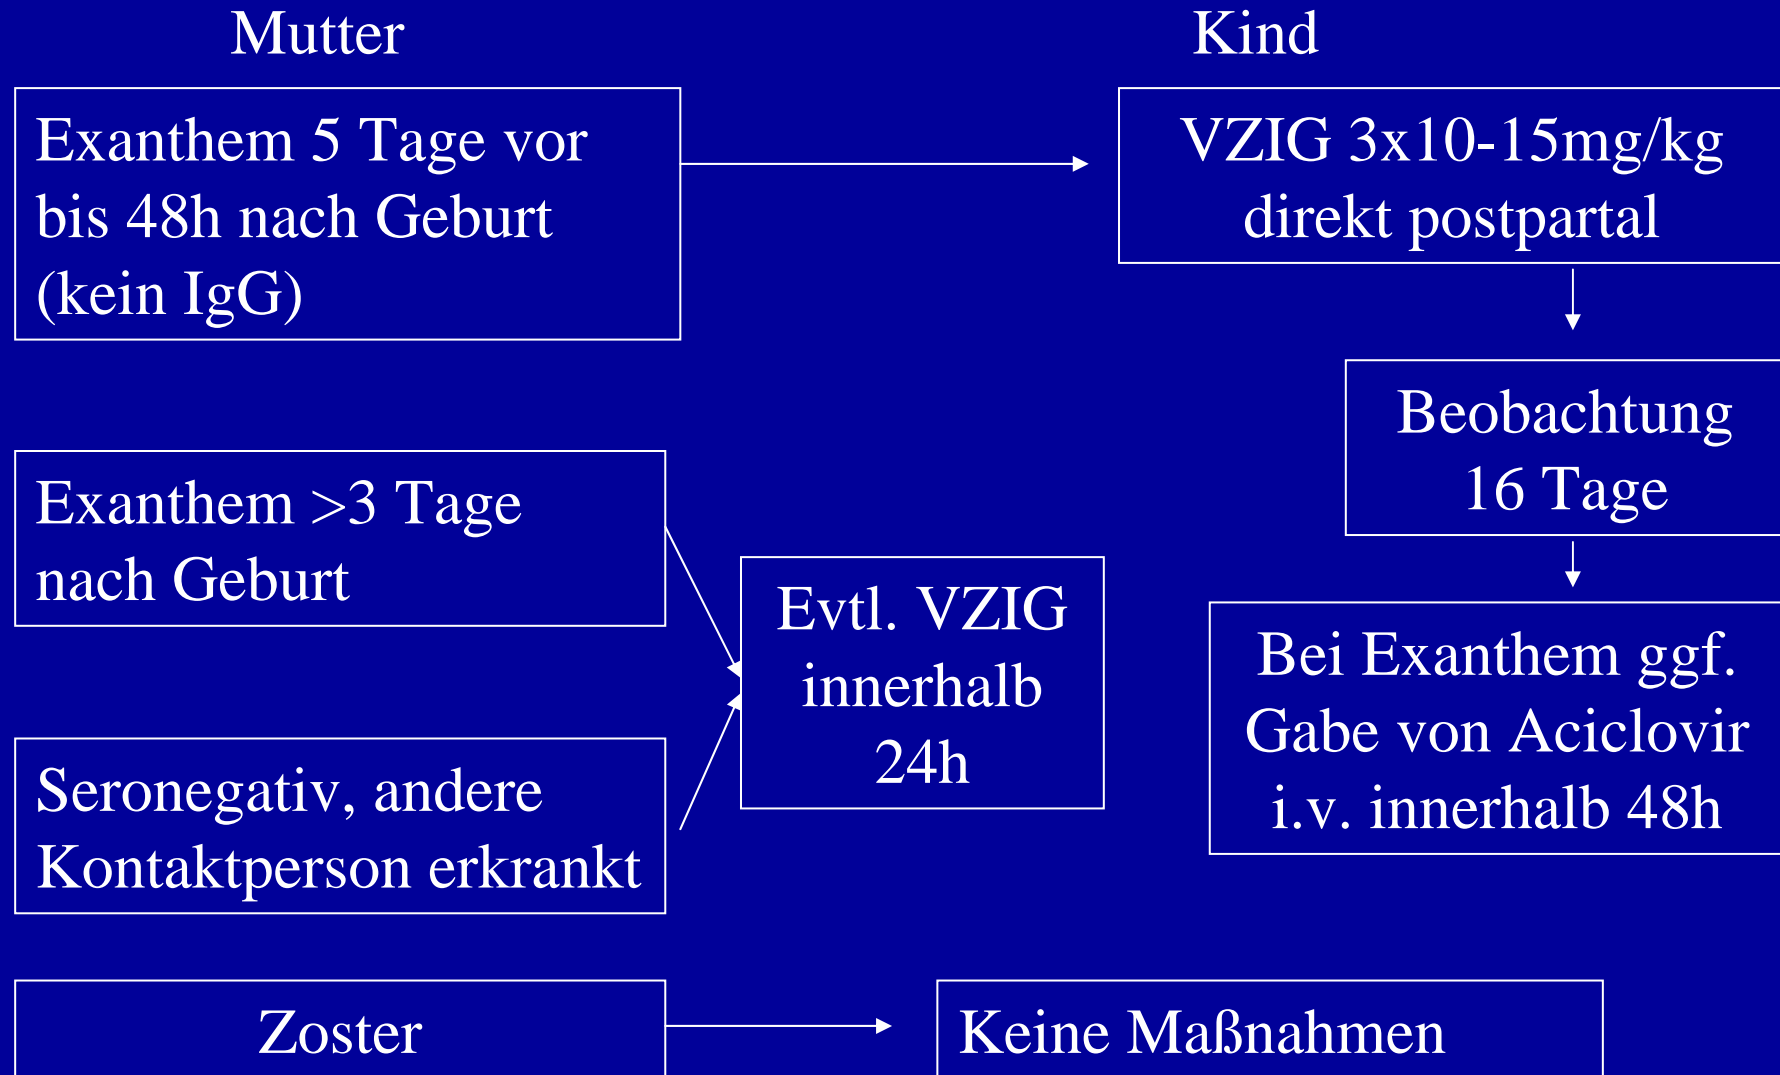 Mutter
Kind
Exanthem 5 Tage vor
bis 48h nach Geburt
(kein IgG)
VZIG 3x10-15mg/kg
direkt postpartal
Beobachtung
16 Tage
Exanthem >3 Tage
nach Geburt
Evtl. VZIG
innerhalb
24h
Bei Exanthem ggf.
Gabe von Aciclovir
i.v. innerhalb 48h
Seronegativ, andere
Kontaktperson erkrankt
Zoster
Keine Maßnahmen